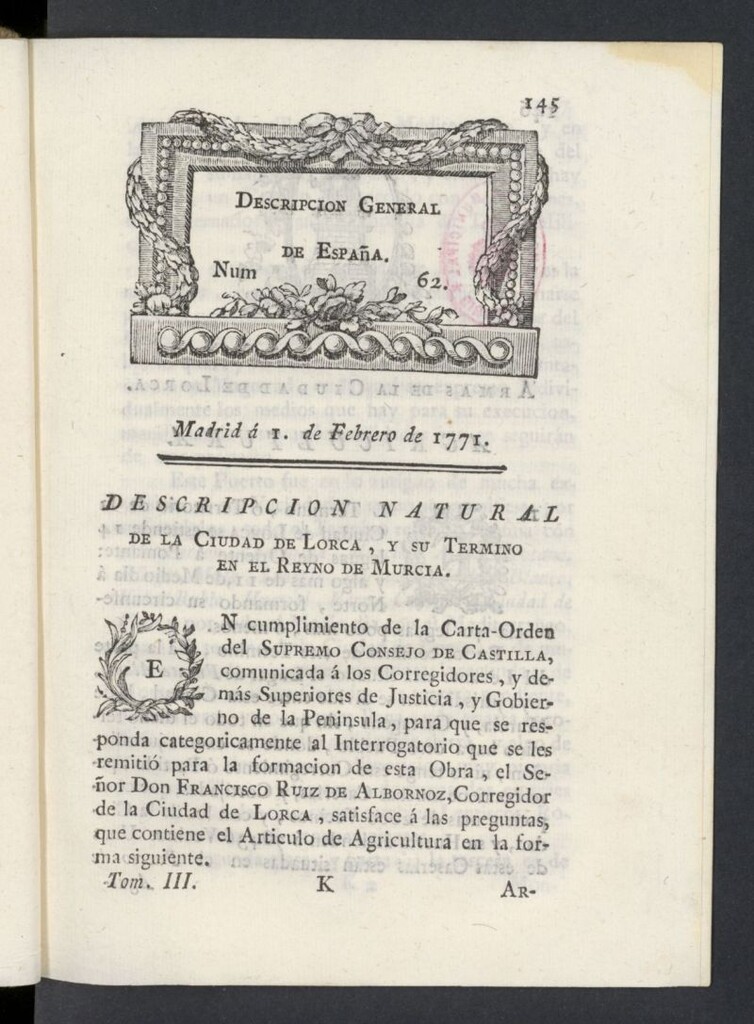 145
DESCRIPCION GENERAL
DE ESPAÑA.
Num 62.
Madrid á 1. de Febrero de 1771.
DESCRIPCION NATURAL
DE LA CIUDAD DE LORCA, Y SU TERMINO
EN EL REYNO DE MURCIA.
EN cumplimiento de la Carta-Orden
del SUPREMO CONSEJO DE CASTILLA,
comunicada á los Corregidores, y de-
más Superiores de Justicia, y Gobier-
no de la Peninsula, para que se res-
ponda categoricamente al Interrogatorio que se les
remitió para la formacion de esta Obra, el Se-
ñor Don FRANCISCO RUIZ DE ALBORNOZ, Corregidor
de la Ciudad de LORCA, satisface á las preguntas,
que contiene el Articulo de Agricultura en la for-
ma siguiente.
Tom. III. K AR-